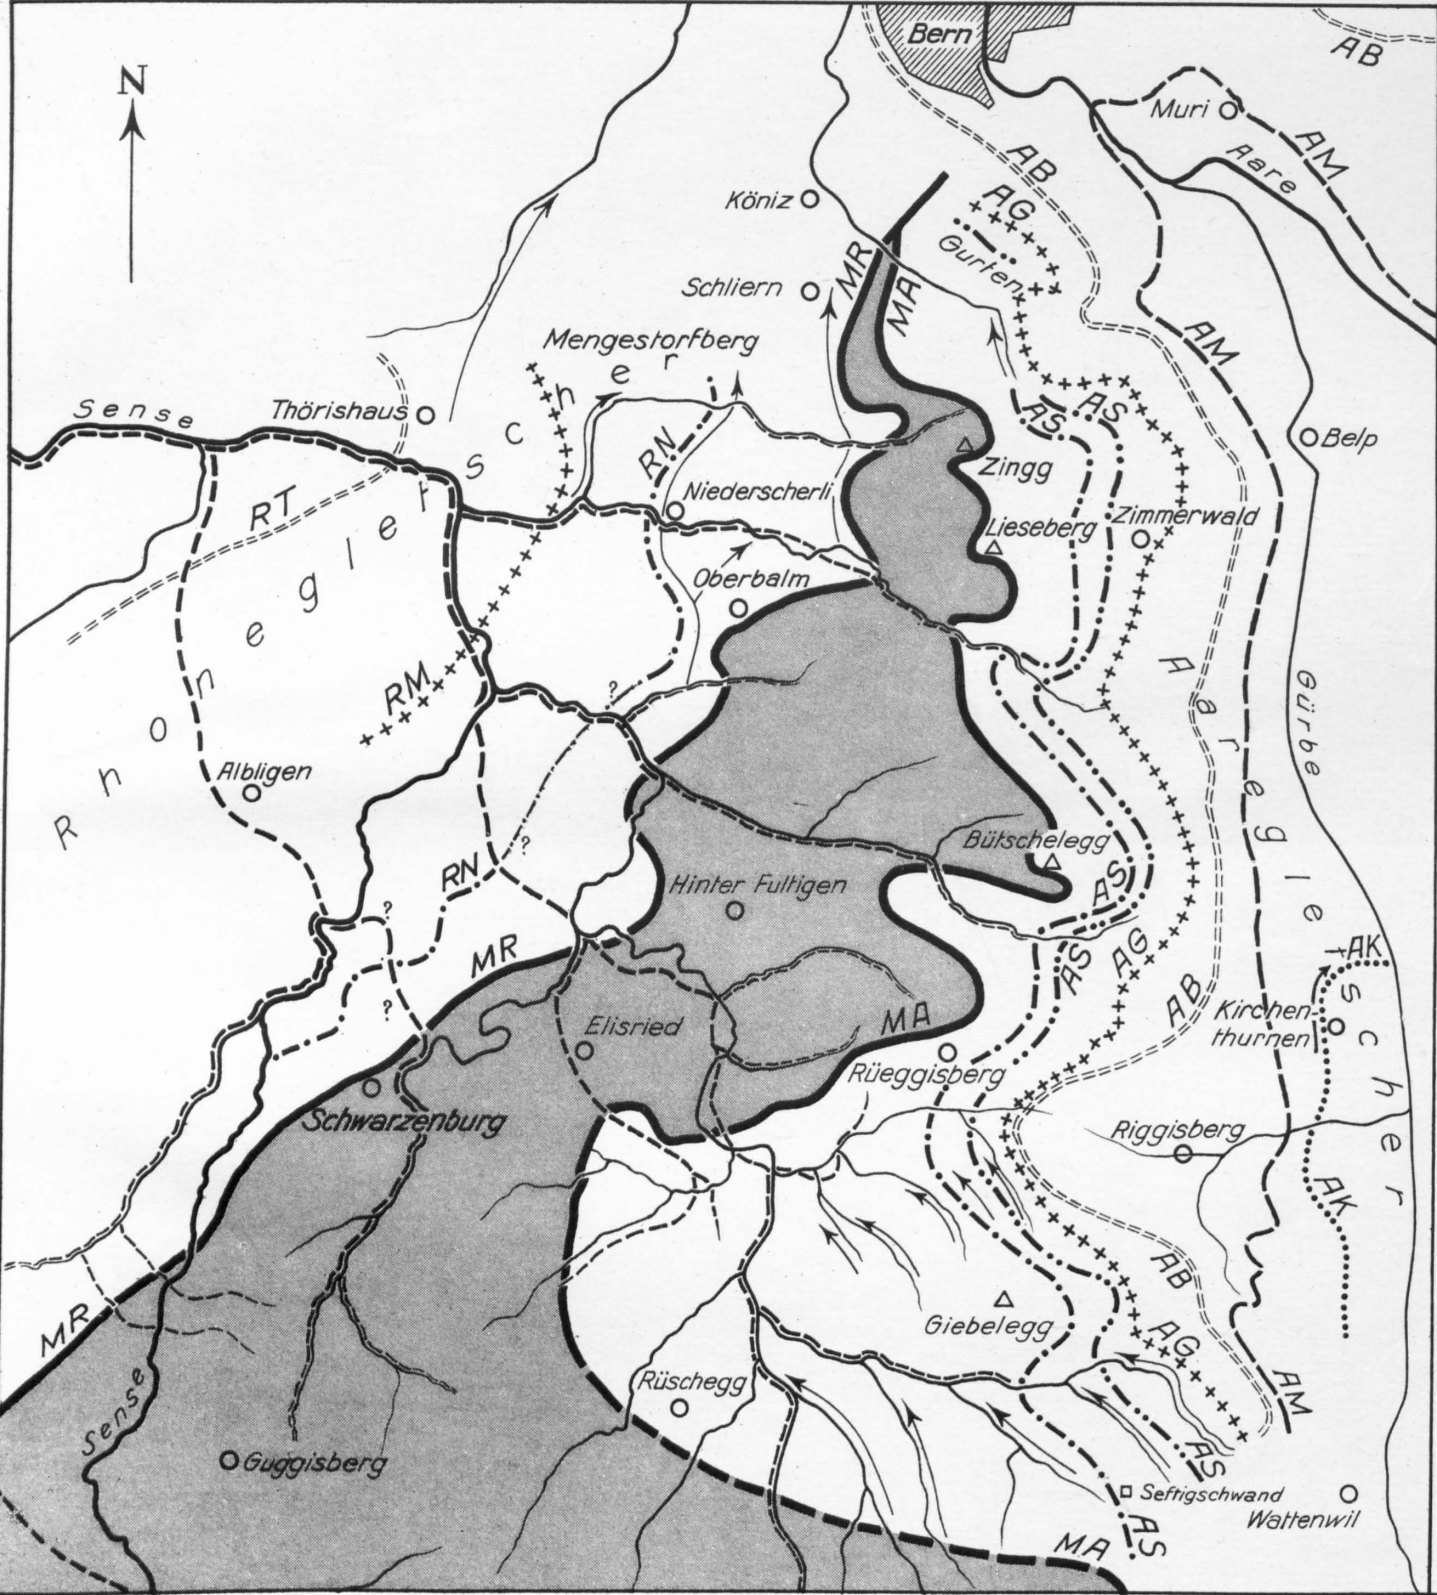 Bern
AB
N
Muri
AM
Aare
AB
Köniz
AG
Gurten
MR
Schliern
MA
Mengestorfberg
AM
Sense
Thörishaus
AS
AS
Belp
RN
Zingg
Niederscherli
RT
Lieseberg
Zimmerwald
Oberbalm
Rhonegletscher
RM
?
Aaregletscher
Gürbe
Albligen
?
Bütschelegg
RN
Hinter Fultigen
AS
?
MR
AG
AS
AK
?
AB
Kirchen-
thurnen
Elisried
MA
Rüeggisberg
Schwarzenburg
Riggisberg
AK
AB
MR
Giebelegg
AG
Sense
Rüschegg
AM
Guggisberg
AS
Seftigschwand
Wattenwil
MA
AS